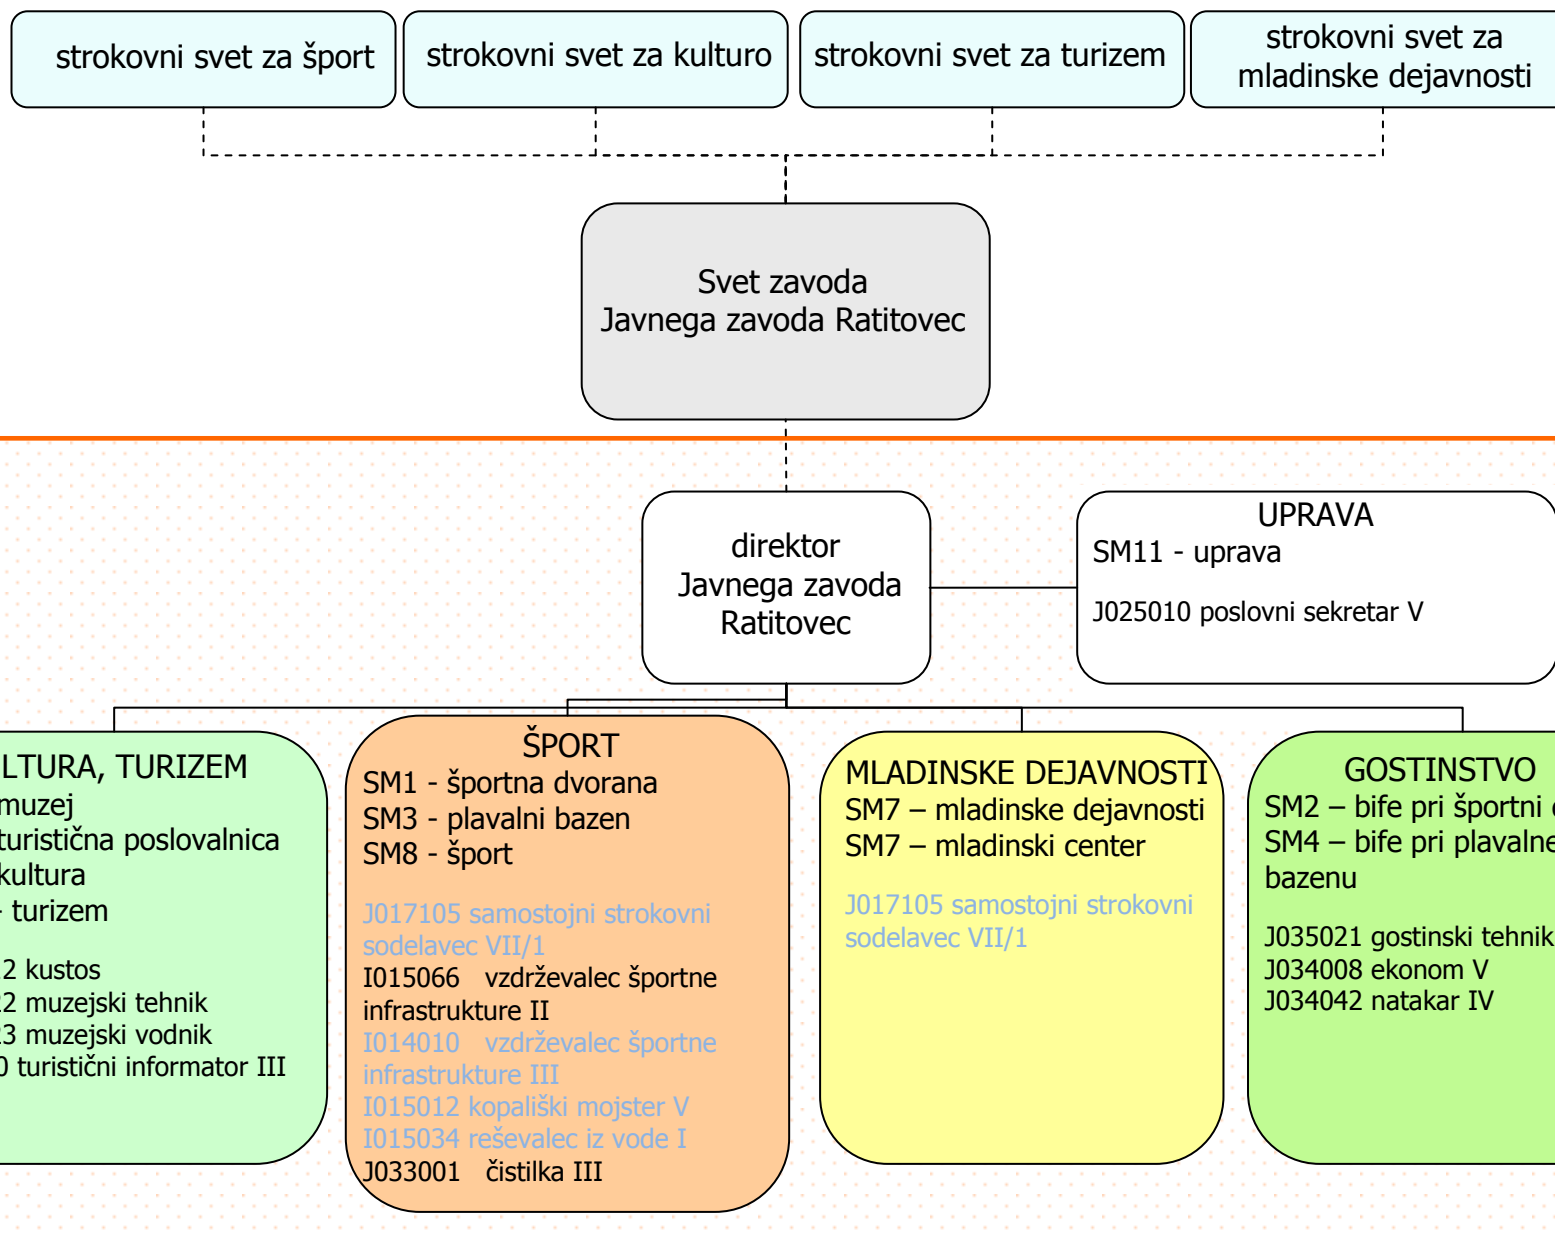 strokovni svet za šport
strokovni svet za kulturo
strokovni svet za turizem
strokovni svet za
mladinske dejavnosti
Svet zavoda
Javnega zavoda Ratitovec
direktor
Javnega zavoda
Ratitovec
UPRAVA
SM11 - uprava
J025010 poslovni sekretar V
LTURA, TURIZEM
muzej
turistična poslovalnica
kultura
- turizem
2 kustos
22 muzejski tehnik
23 muzejski vodnik
0 turistični informator III
ŠPORT
SM1 - športna dvorana
SM3 - plavalni bazen
SM8 - šport
J017105 samostojni strokovni
sodelavec VII/1
I015066 vzdrževalec športne
infrastrukture II
I014010 vzdrževalec športne
infrastrukture III
I015012 kopališki mojster V
I015034 reševalec iz vode I
J033001 čistilka III
MLADINSKE DEJAVNOSTI
SM7 – mladinske dejavnosti
SM7 – mladinski center
J017105 samostojni strokovni
sodelavec VII/1
GOSTINSTVO
SM2 – bife pri športni
SM4 – bife pri plavalne
bazenu
J035021 gostinski tehnik
J034008 ekonom V
J034042 natakar IV